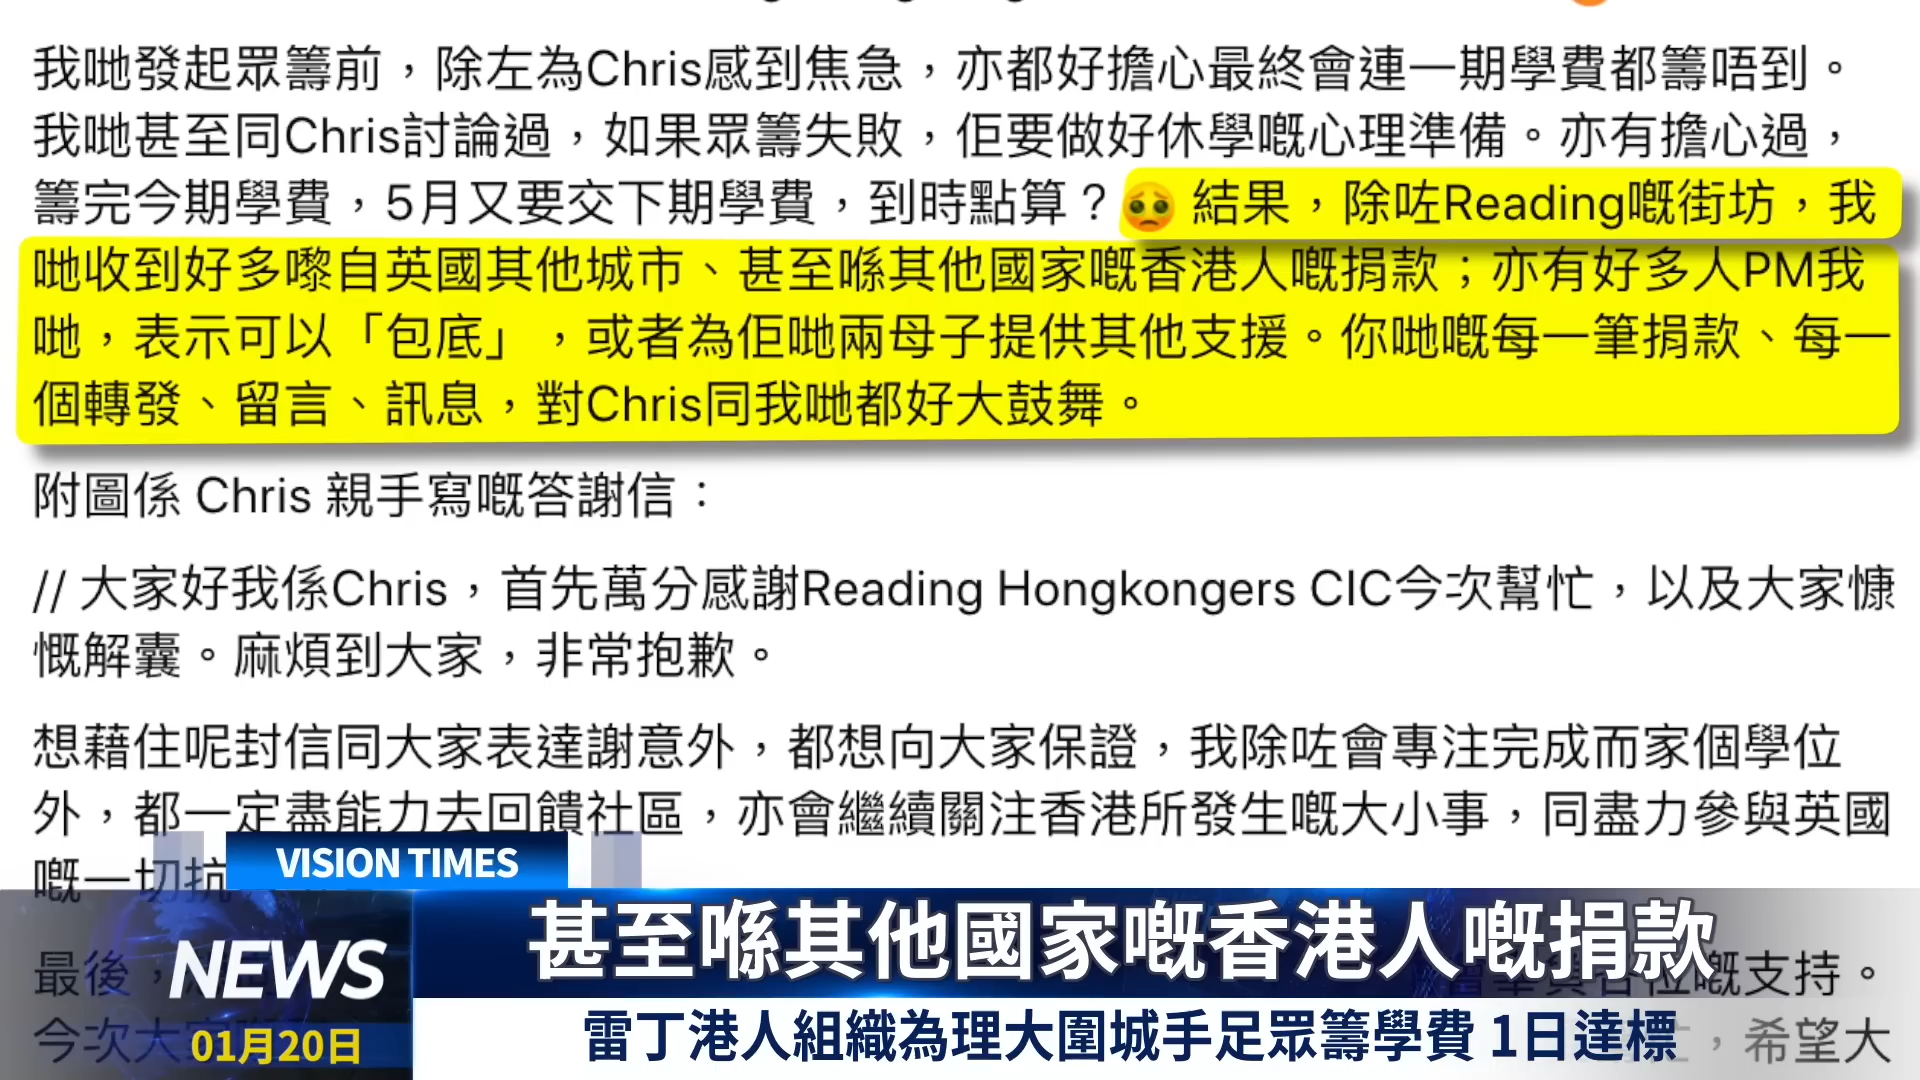 我哋發起眾籌前，除左為Chris感到焦急，亦都好擔心最終會連一期學費都籌唔到。
我哋甚至同Chris討論過，如果眾籌失敗，佢要做好休學嘅心理準備。亦有擔心過，
籌完今期學費，5月又要交下期學費，到時點算？🥺 結果，除咗Reading嘅街坊，我
哋收到好多嚟自英國其他城市、甚至喺其他國家嘅香港人嘅捐款；亦有好多人PM我
哋，表示可以「包底」，或者為佢哋兩母子提供其他支援。你哋嘅每一筆捐款、每一
個轉發、留言、訊息，對Chris同我哋都好大鼓舞。
附圖係 Chris 親手寫嘅答謝信：
// 大家好我係Chris，首先萬分感謝Reading Hongkongers CIC今次幫忙，以及大家慷
慨解囊。麻煩到大家，非常抱歉。
想藉住呢封信同大家表達謝意外，都想向大家保證，我除咗會專注完成而家個學位
外，都一定盡能力去回饋社區，亦會繼續關注香港所發生嘅大小事，同盡力參與英國
嘅一切抗
VISION TIMES
甚至喺其他國家嘅香港人嘅捐款
最後，
嘅支持。
NEWS
雷丁港人組織為理大圍城手足眾籌學費 1日達標
今次大
，希望大
01月20日